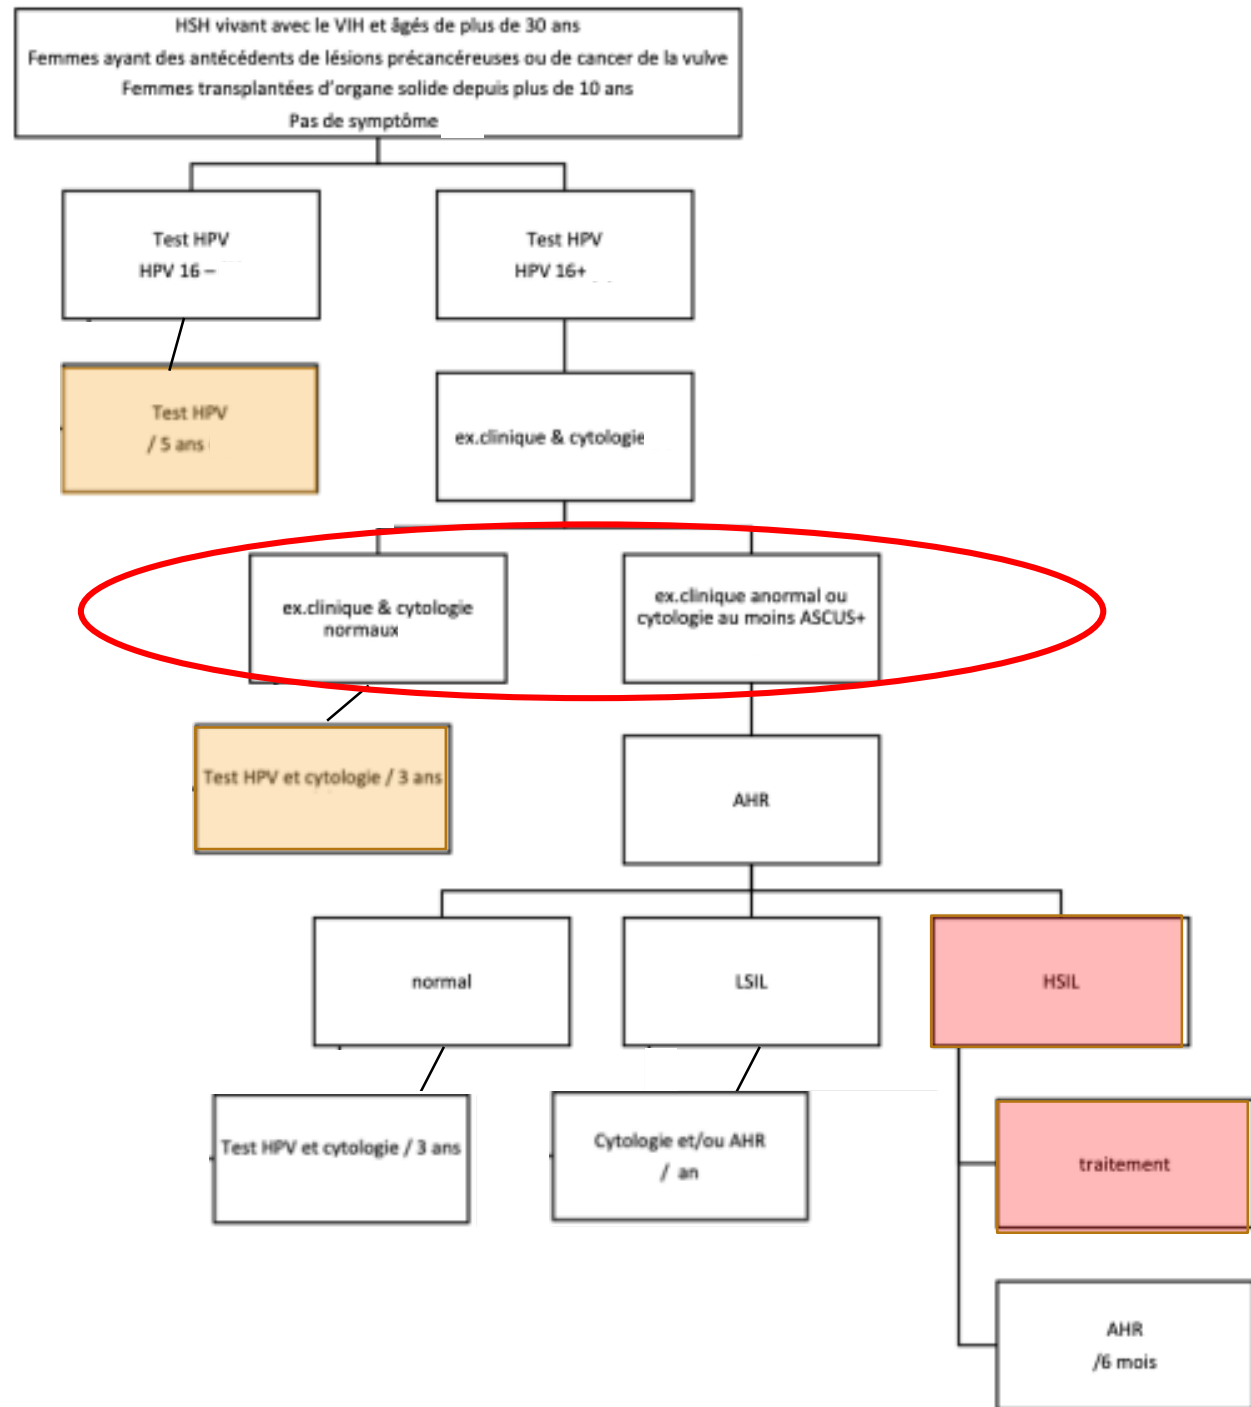 HSH vivant avec le VIH et âgés de plus de 30 ans
Femmes ayant des antécédents de lésions précancéreuses ou de cancer de la vulve
Femmes transplantées d'organe solide depuis plus de 10 ans
Pas de symptôme
Test HPV
HPV 16 –
Test HPV
HPV 16+
Test HPV
/ 5 ans
ex.clinique & cytologie
ex.clinique & cytologie
normaux
ex.clinique anormal ou
cytologie au moins ASCUS+
Test HPV et cytologie / 3 ans
AHR
normal
LSIL
HSIL
Test HPV et cytologie / 3 ans
Cytologie et/ou AHR
/ an
traitement
AHR
/6 mois